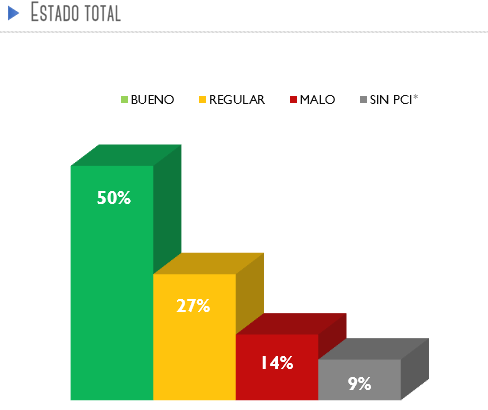 ESTADO TOTAL
BUENO REGULAR MALO SIN PCI*
50%
27%
14%
9%